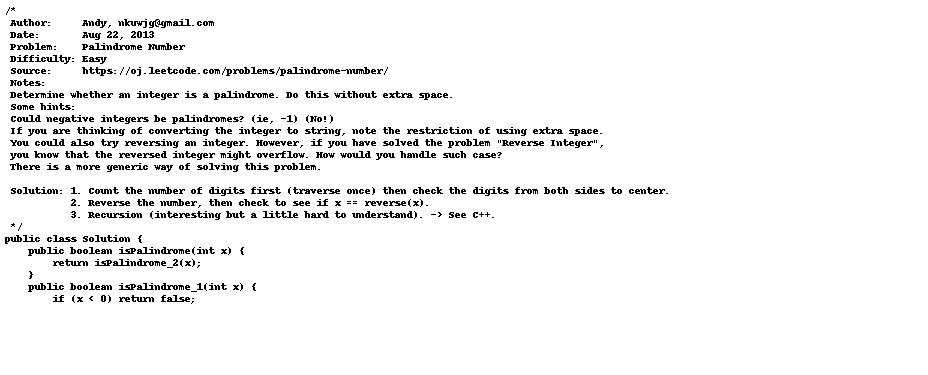 /*
 Author:     Andy, nkuwjg@gmail.com
 Date:       Aug 22, 2013
 Problem:    Palindrome Number
 Difficulty: Easy
 Source:     https://oj.leetcode.com/problems/palindrome-number/
 Notes:
 Determine whether an integer is a palindrome. Do this without extra space.
 Some hints:
 Could negative integers be palindromes? (ie, -1) (No!)
 If you are thinking of converting the integer to string, note the restriction of using extra space.
 You could also try reversing an integer. However, if you have solved the problem "Reverse Integer",
 you know that the reversed integer might overflow. How would you handle such case?
 There is a more generic way of solving this problem.

 Solution: 1. Count the number of digits first (traverse once) then check the digits from both sides to center.
           2. Reverse the number, then check to see if x == reverse(x).
           3. Recursion (interesting but a little hard to understand). -> See C++.
 */
public class Solution {
    public boolean isPalindrome(int x) {
        return isPalindrome_2(x);
    }
    public boolean isPalindrome_1(int x) {
        if (x < 0) return false;